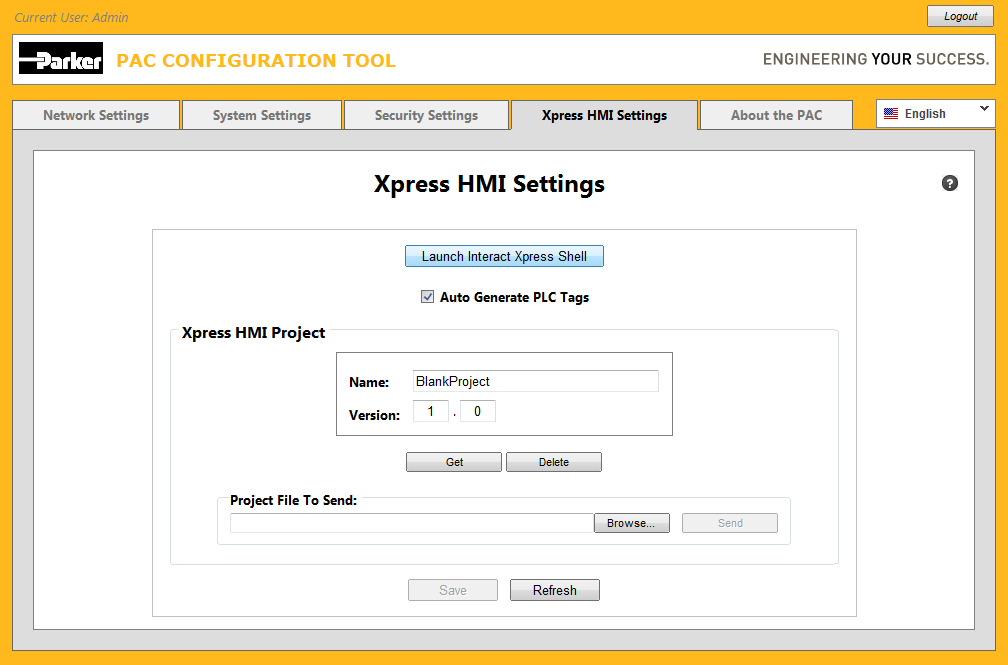 Current User: Admin
Logout
Parker PAC CONFIGURATION TOOL ENGINEERING YOUR SUCCESS.
Network Settings System Settings Security Settings Xpress HMI Settings About the PAC English
Xpress HMI Settings
?
Launch Interact Xpress Shell
Auto Generate PLC Tags
Xpress HMI Project
Name: BlankProject
Version: 1 . 0
Get Delete
Project File To Send:
Browse... Send
Save Refresh